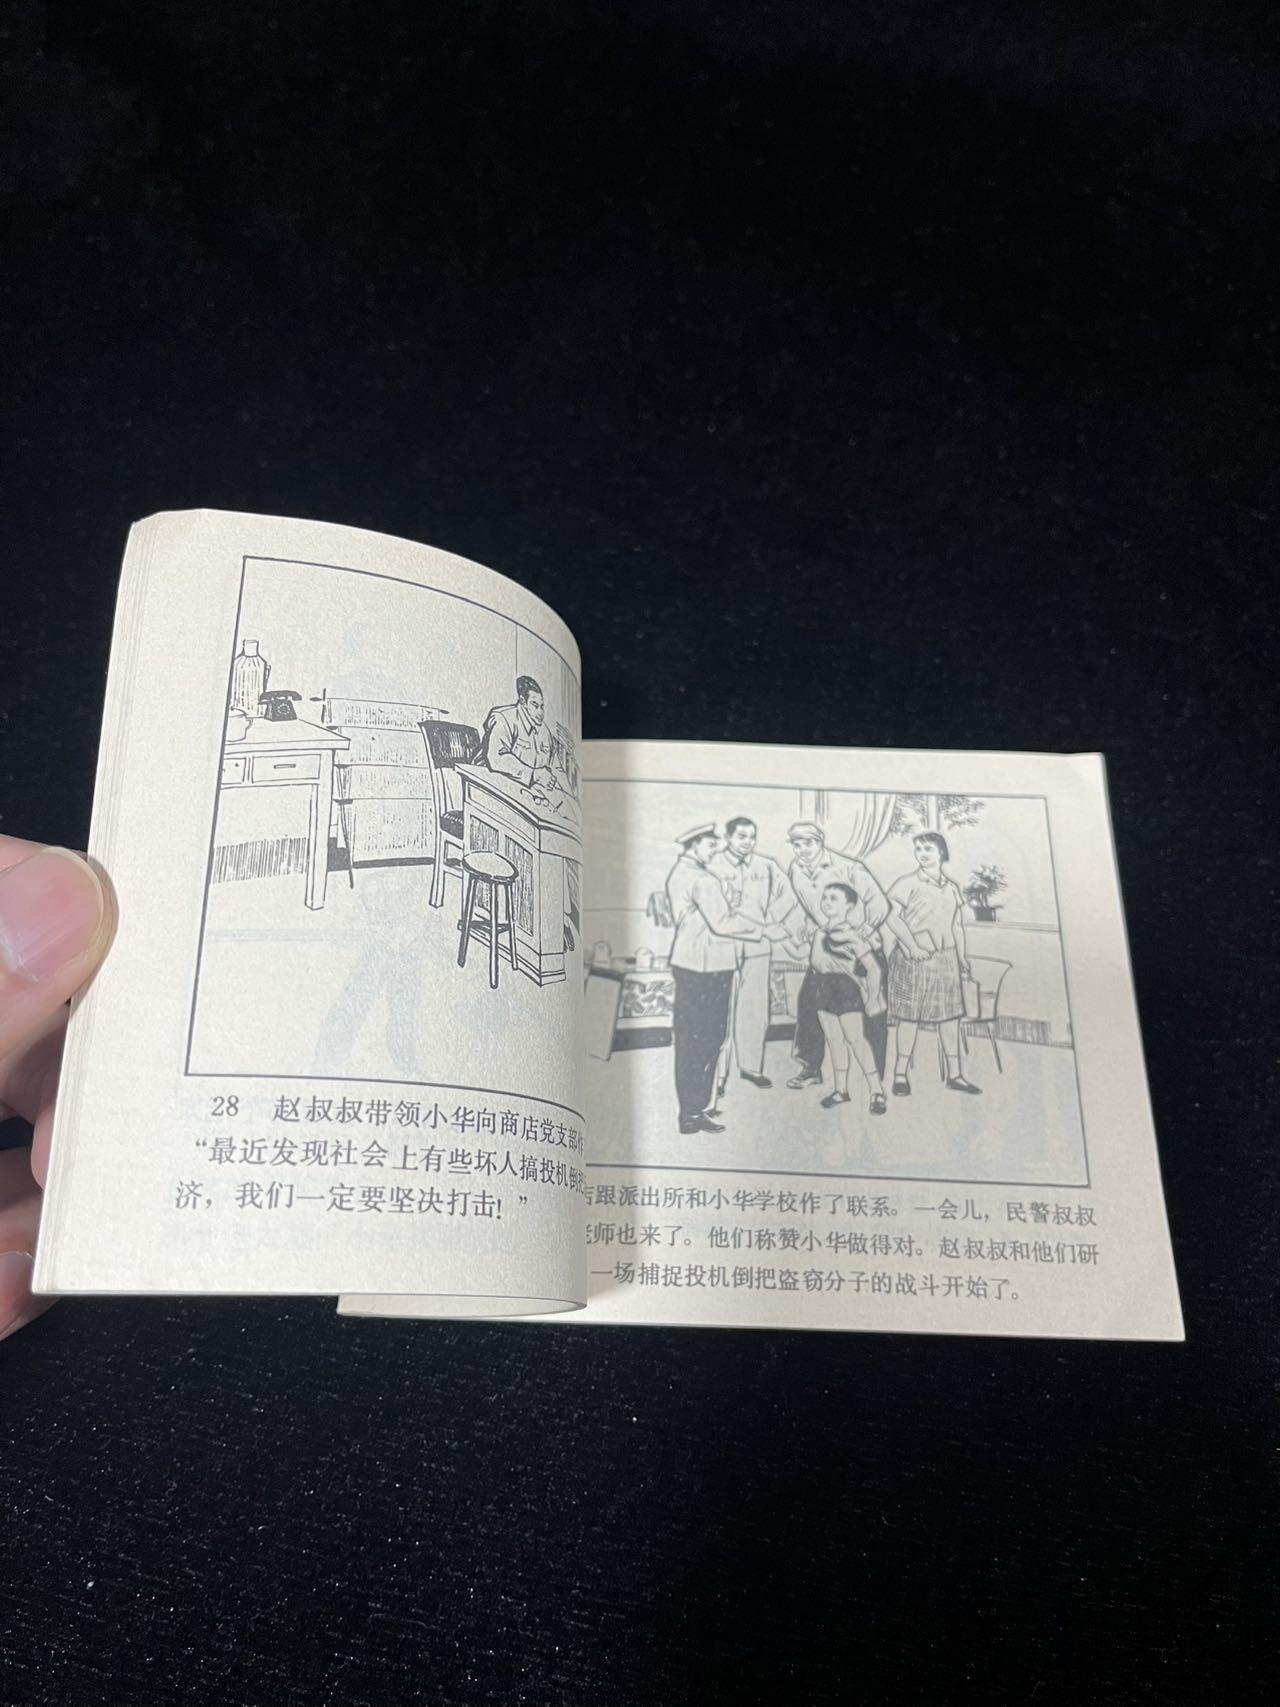 28 赵叔叔带领小华向商店党支部作
“最近发现社会上有些坏人搞投机倒把
济，我们一定要坚决打击！”
后跟派出所和小华学校作了联系。一会儿，民警叔叔
老师也来了。他们称赞小华做得对。赵叔叔和他们研
一场捕捉投机倒把盗窃分子的战斗开始了。